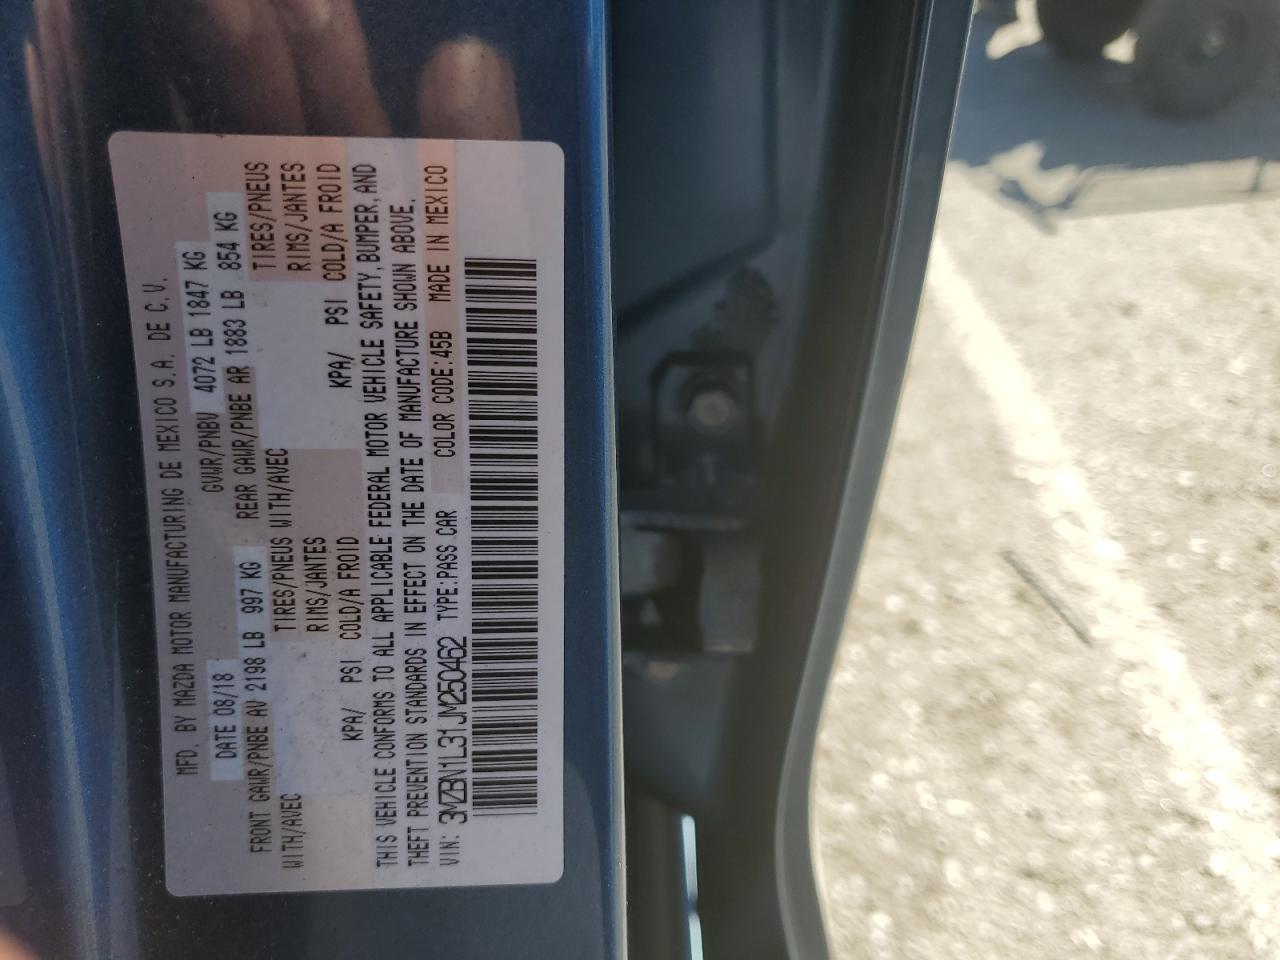 MFD. BY MAZDA MOTOR MANUFACTURING DE MEXICO S.A. DE C.V.
DATE 08/18 GVWR/PNBV 4072 LB 1847 KG
FRONT GAWR/PNBE AV 2198 LB 997 KG REAR GAWR/PNBE AR 1883 LB 854 KG
WITH/AVEC TIRES/PNEUS WITH/AVEC TIRES/PNEUS
RIMS/JANTES RIMS/JANTES
KPA/ PSI COLD/A FROID KPA/ PSI COLD/A FROID
THIS VEHICLE CONFORMS TO ALL APPLICABLE FEDERAL MOTOR VEHICLE SAFETY, BUMPER, AND
THEFT PREVENTION STANDARDS IN EFFECT ON THE DATE OF MANUFACTURE SHOWN ABOVE.
VIN: 3MZBN1L31JM250462 TYPE: PASS CAR COLOR CODE: 45B MADE IN MEXICO